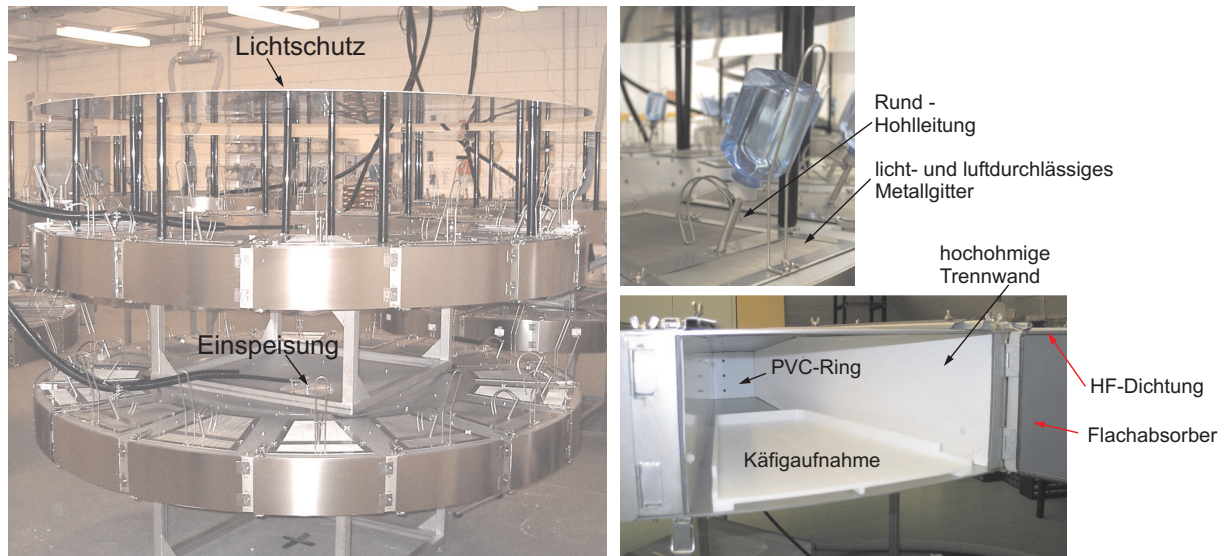 Lichtschutz
Einspeisung
Rund -
Hohlleitung
licht- und luftdurchlässiges
Metallgitter
hochohmige
Trennwand
PVC-Ring
HF-Dichtung
Flachabsorber
Käfigaufnahme